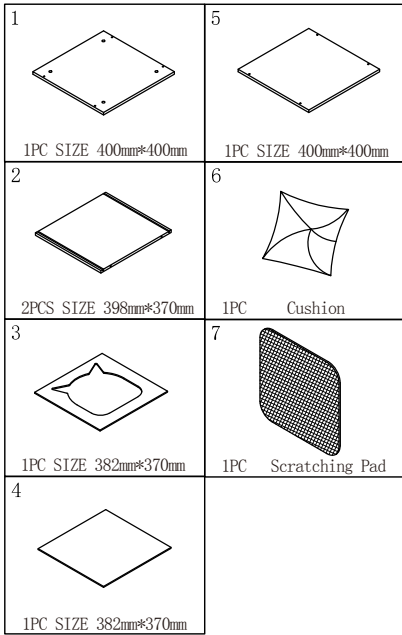 1
1PC SIZE 400mm*400mm
2
2PCS SIZE 398mm*370mm
3
1PC SIZE 382mm*370mm
4
1PC SIZE 382mm*370mm
5
1PC SIZE 400mm*400mm
6
1PC Cushion
7
1PC Scratching Pad